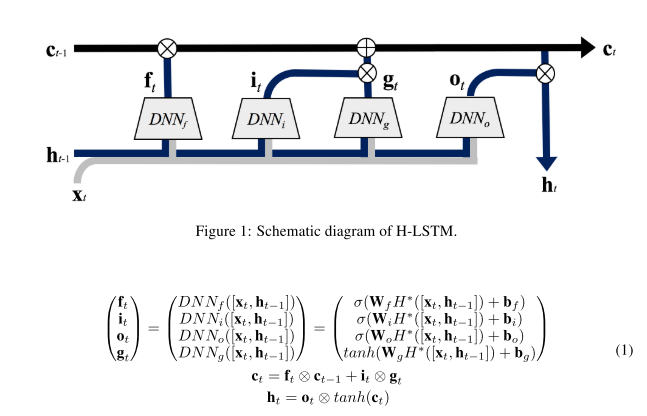 c_{t-1} c_t
f_t i_t g_t o_t
DNN_f DNN_i DNN_g DNN_o
h_{t-1}
x_t h_t
Figure 1: Schematic diagram of H-LSTM.
(f_t) = (DNN_f([x_t, h_{t-1}])) = (σ(W_f H*([x_t, h_{t-1}]) + b_f))
(i_t) = (DNN_i([x_t, h_{t-1}])) = (σ(W_i H*([x_t, h_{t-1}]) + b_i))
(o_t) = (DNN_o([x_t, h_{t-1}])) = (σ(W_o H*([x_t, h_{t-1}]) + b_o))
(g_t) = (DNN_g([x_t, h_{t-1}])) = (tanh(W_g H*([x_t, h_{t-1}]) + b_g)) (1)
c_t = f_t ⊗ c_{t-1} + i_t ⊗ g_t
h_t = o_t ⊗ tanh(c_t)